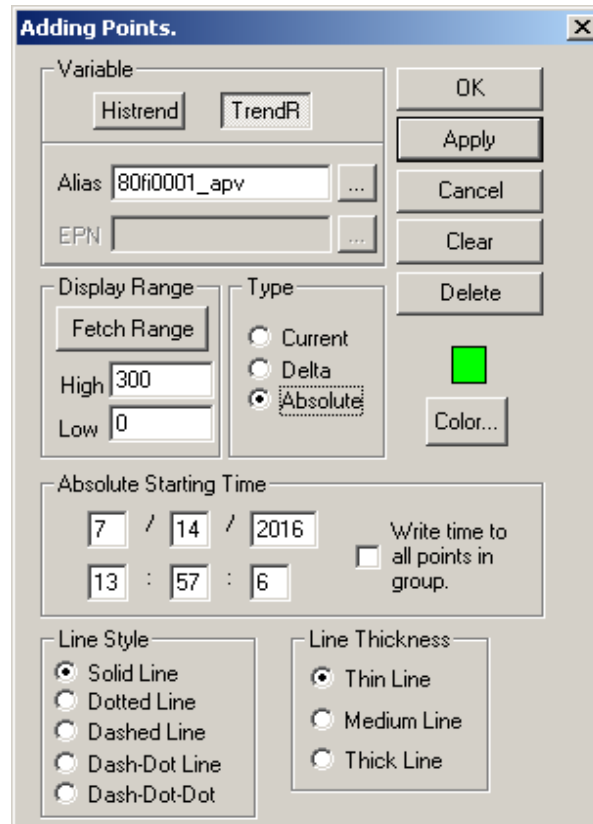 Adding Points.
Variable
Histrend TrendR
Alias 80fi0001_apv ...
EPN ...
OK
Apply
Cancel
Clear
Delete
Display Range
Fetch Range
High 300
Low 0
Type
Current
Delta
Absolute
Color...
Absolute Starting Time
7 / 14 / 2016
13 : 57 : 6
Write time to
all points in
group.
Line Style
Solid Line
Dotted Line
Dashed Line
Dash-Dot Line
Dash-Dot-Dot
Line Thickness
Thin Line
Medium Line
Thick Line